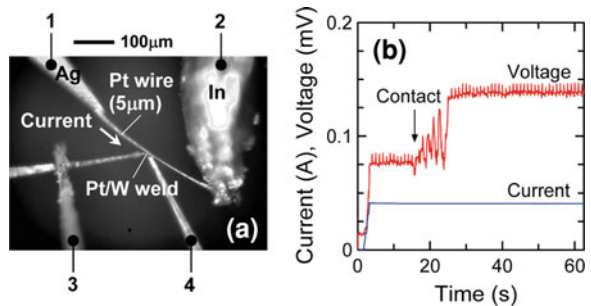 1
2
100μm
Ag
Pt wire
(5μm)
In
Current
Pt/W weld
(a)
3
4
(b)
Current (A), Voltage (mV)
0.2
0.1
0
Voltage
Contact
Current
0
20
40
60
Time (s)